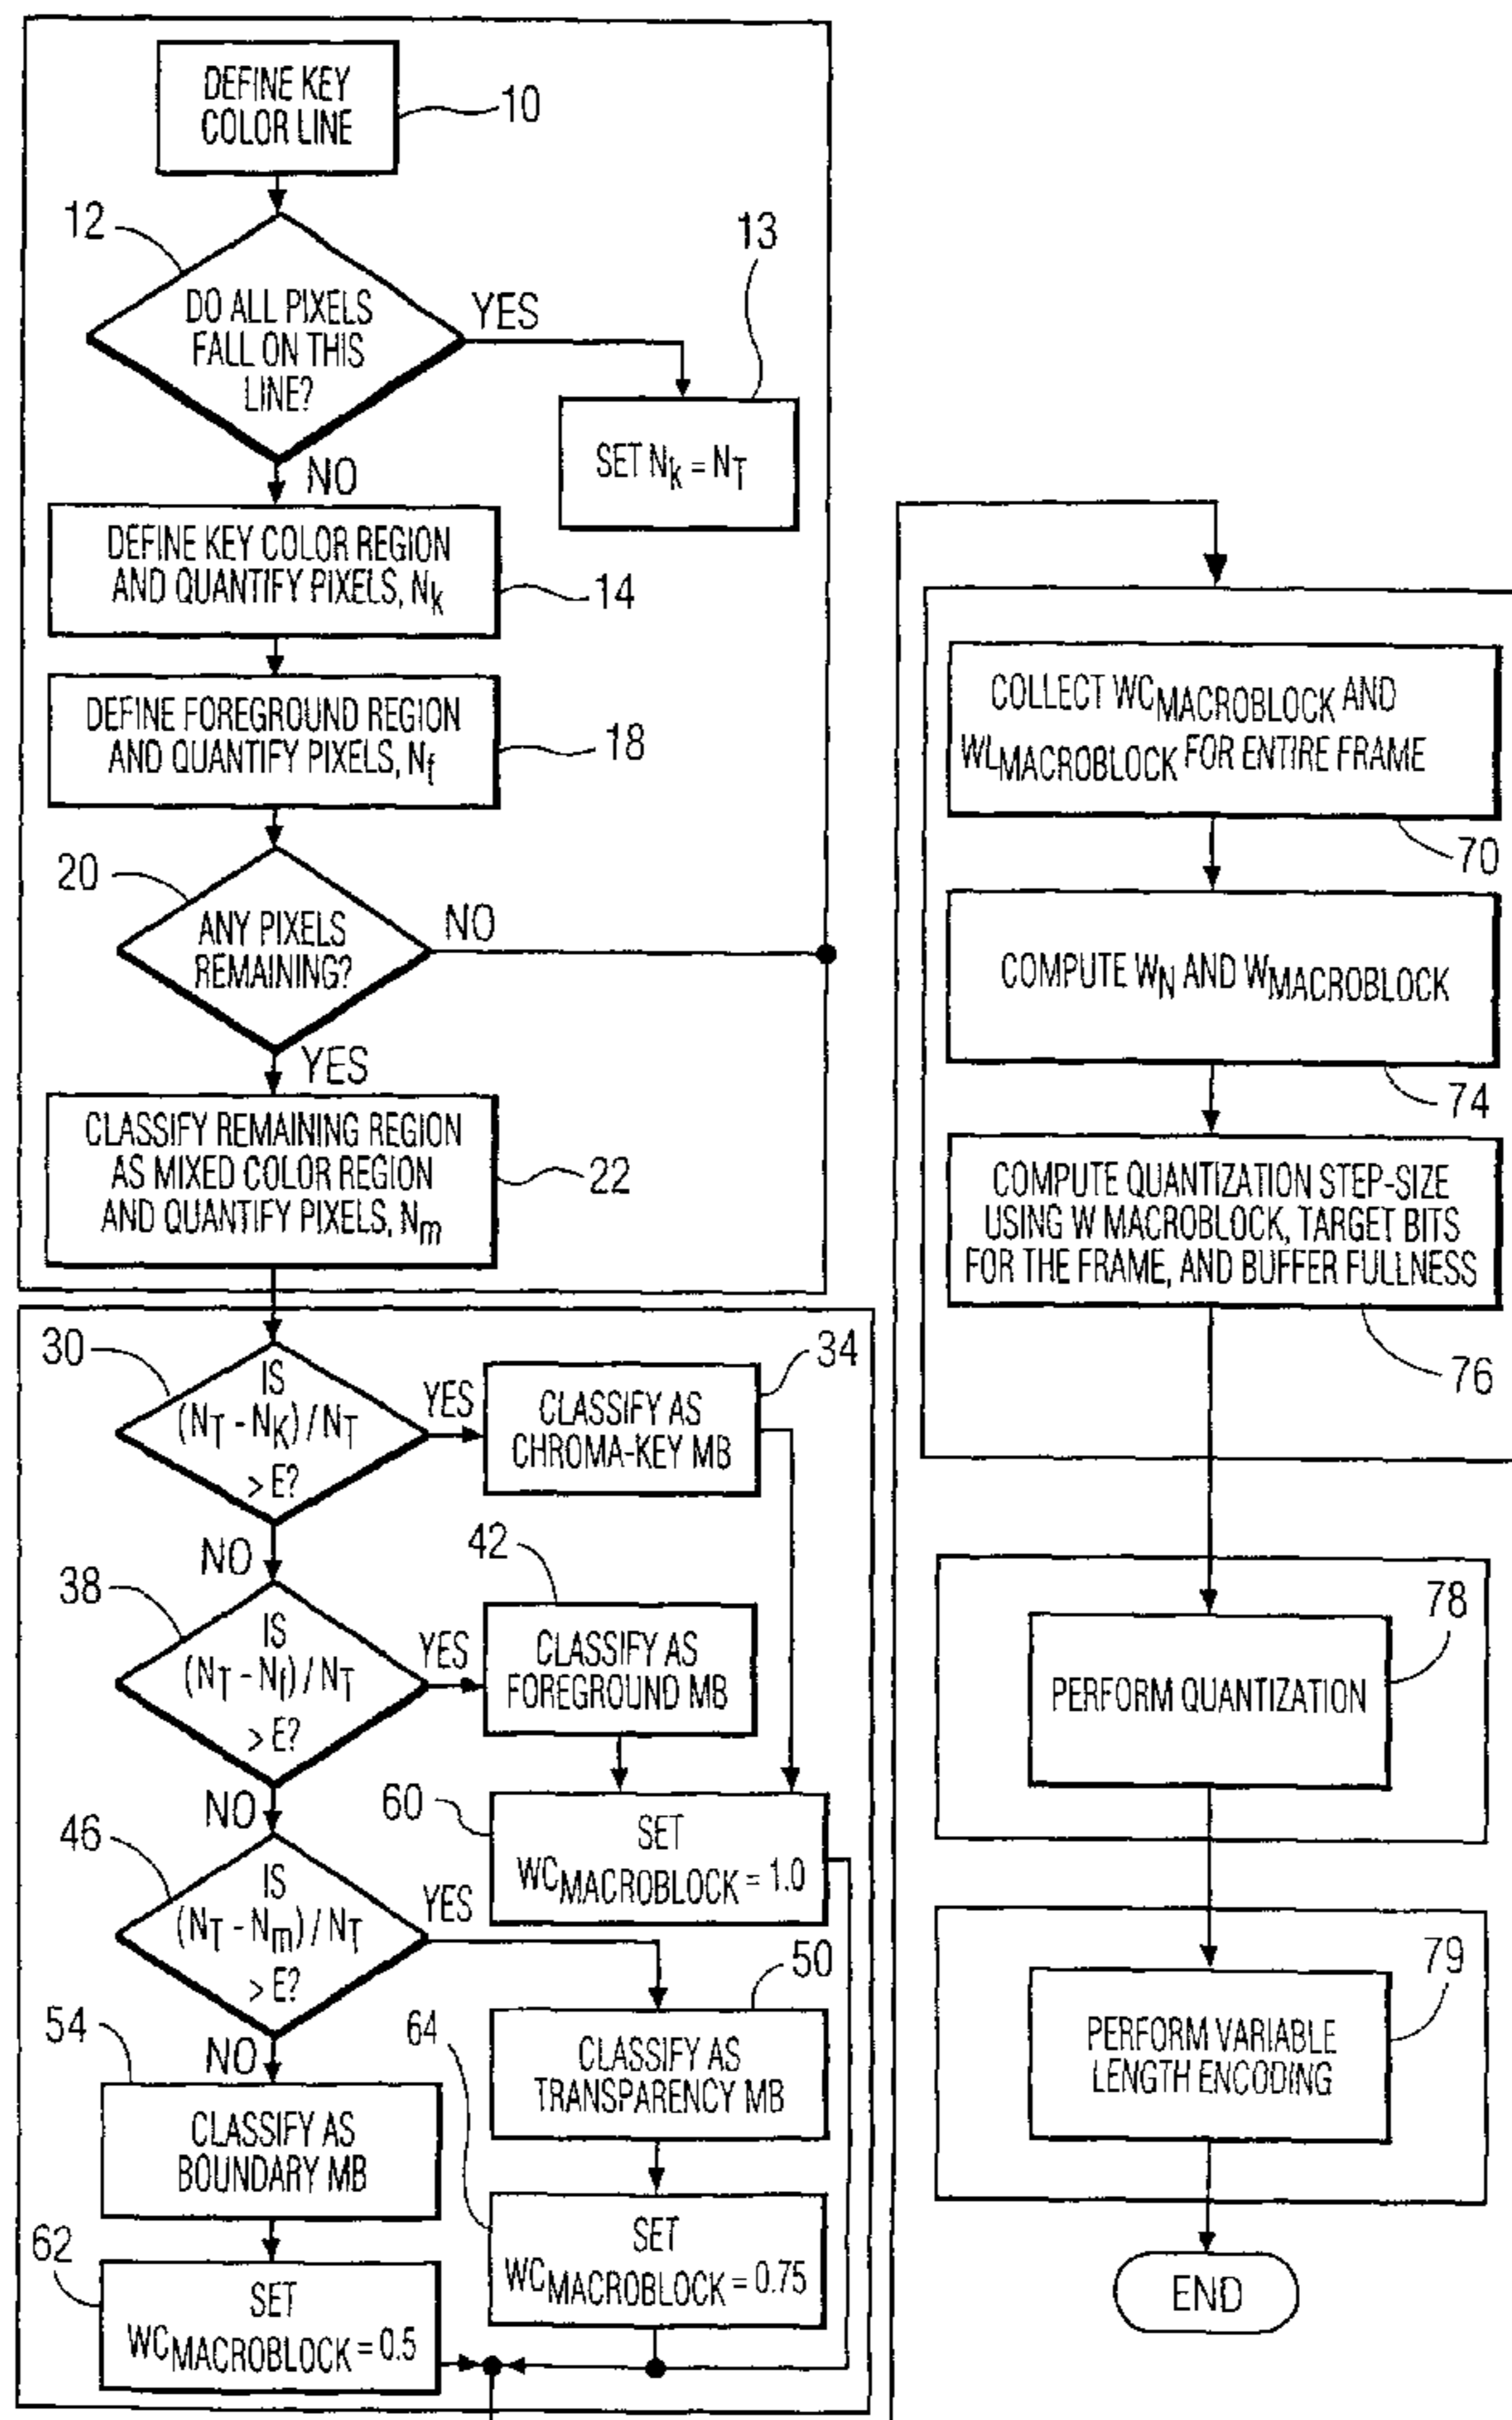 DEFINE KEY
COLOR LINE
10
12
DO ALL PIXELS
FALL ON THIS
LINE?
YES
13
SET Nk = NT
NO
DEFINE KEY COLOR REGION
AND QUANTIFY PIXELS, Nk
14
DEFINE FOREGROUND REGION
AND QUANTIFY PIXELS, Nf
18
20
ANY PIXELS
REMAINING?
NO
YES
CLASSIFY REMAINING REGION
AS MIXED COLOR REGION
AND QUANTIFY PIXELS, Nm
22
30
IS
(NT - NK) / NT
> E?
YES
34
CLASSIFY AS
CHROMA-KEY MB
NO
38
IS
(NT - Nf) / NT
> E?
YES
42
CLASSIFY AS
FOREGROUND MB
NO
60
SET
WCMACROBLOCK = 1.0
46
IS
(NT - Nm) / NT
> E?
YES
50
CLASSIFY AS
TRANSPARENCY MB
NO
54
CLASSIFY AS
BOUNDARY MB
64
SET
WCMACROBLOCK = 0.75
62
SET
WCMACROBLOCK = 0.5
COLLECT WCMACROBLOCK AND
WLMACROBLOCK FOR ENTIRE FRAME
70
COMPUTE WN AND WMACROBLOCK
74
COMPUTE QUANTIZATION STEP-SIZE
USING W MACROBLOCK, TARGET BITS
FOR THE FRAME, AND BUFFER FULLNESS
76
78
PERFORM QUANTIZATION
79
PERFORM VARIABLE
LENGTH ENCODING
END